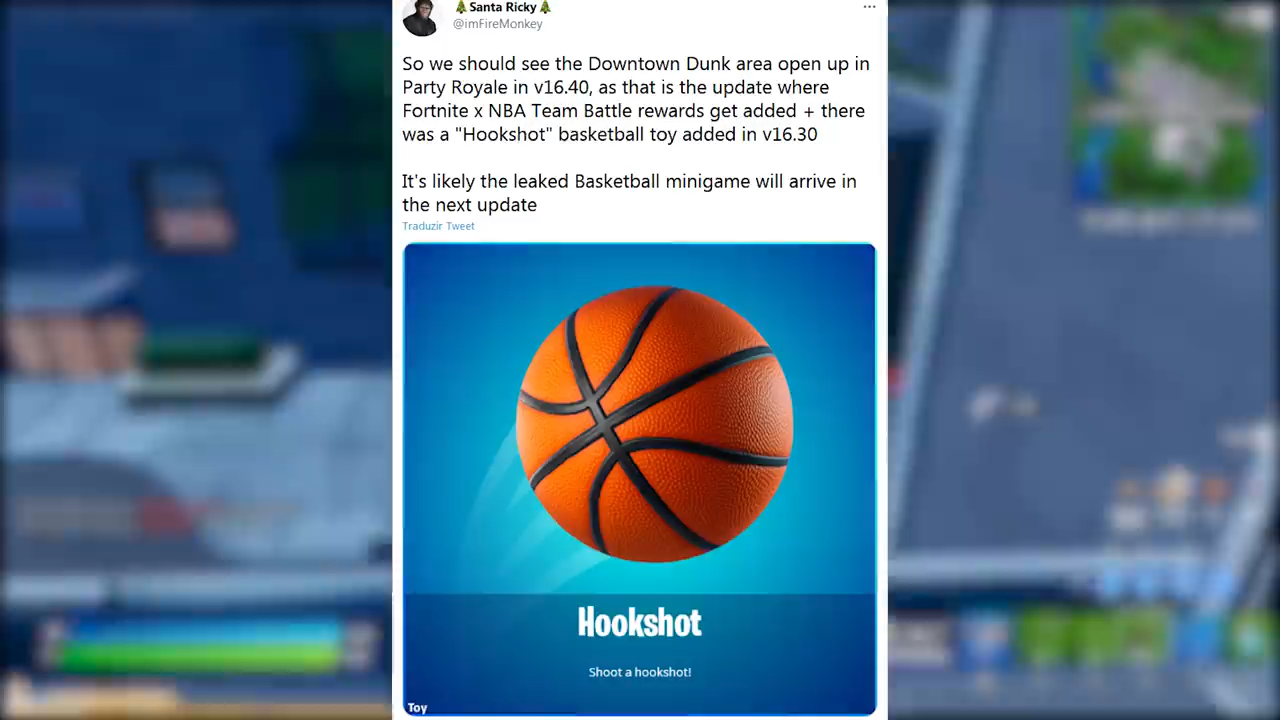 🎄Santa Ricky🎄
@imFireMonkey
So we should see the Downtown Dunk area open up in
Party Royale in v16.40, as that is the update where
Fortnite x NBA Team Battle rewards get added + there
was a "Hookshot" basketball toy added in v16.30
It's likely the leaked Basketball minigame will arrive in
the next update
Traduzir Tweet
Hookshot
Shoot a hookshot!
Toy